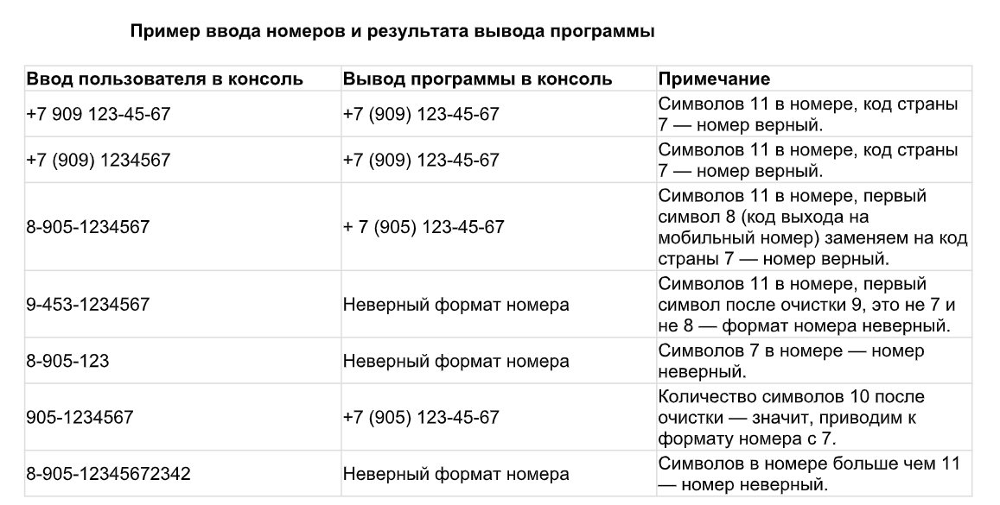 Пример ввода номеров и результата вывода программы
Ввод пользователя в консоль
Вывод программы в консоль
Примечание
+7 909 123-45-67
+7 (909) 123-45-67
Символов 11 в номере, код страны
7 — номер верный.
+7 (909) 1234567
+7 (909) 123-45-67
Символов 11 в номере, код страны
7 — номер верный.
8-905-1234567
+ 7 (905) 123-45-67
Символов 11 в номере, первый
символ 8 (код выхода на
мобильный номер) заменяем на код
страны 7 — номер верный.
9-453-1234567
Неверный формат номера
Символов 11 в номере, первый
символ после очистки 9, это не 7 и
не 8 — формат номера неверный.
8-905-123
Неверный формат номера
Символов 7 в номере — номер
неверный.
905-1234567
+7 (905) 123-45-67
Количество символов 10 после
очистки — значит, приводим к
формату номера с 7.
8-905-12345672342
Неверный формат номера
Символов в номере больше чем 11
— номер неверный.